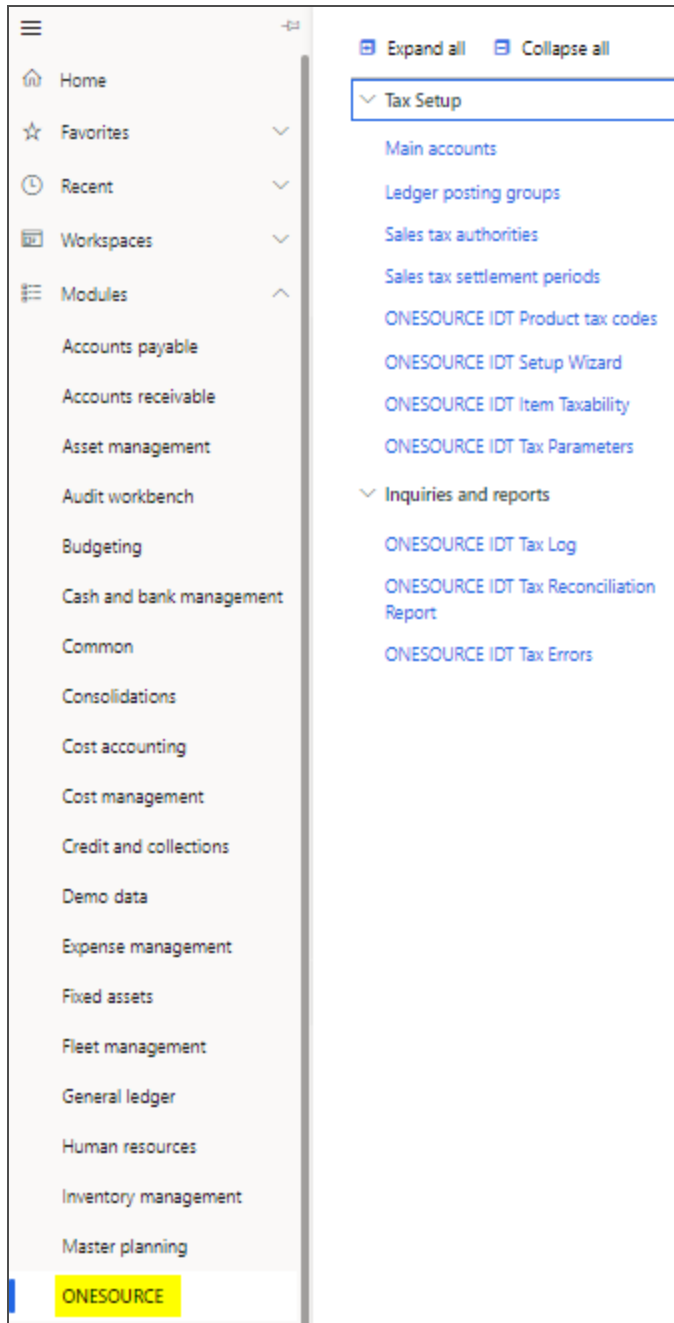 Home
Favorites
Recent
Workspaces
Modules
Accounts payable
Accounts receivable
Asset management
Audit workbench
Budgeting
Cash and bank management
Common
Consolidations
Cost accounting
Cost management
Credit and collections
Demo data
Expense management
Fixed assets
Fleet management
General ledger
Human resources
Inventory management
Master planning
ONESOURCE
Expand all Collapse all
Tax Setup
Main accounts
Ledger posting groups
Sales tax authorities
Sales tax settlement periods
ONESOURCE IDT Product tax codes
ONESOURCE IDT Setup Wizard
ONESOURCE IDT Item Taxability
ONESOURCE IDT Tax Parameters
Inquiries and reports
ONESOURCE IDT Tax Log
ONESOURCE IDT Tax Reconciliation
Report
ONESOURCE IDT Tax Errors